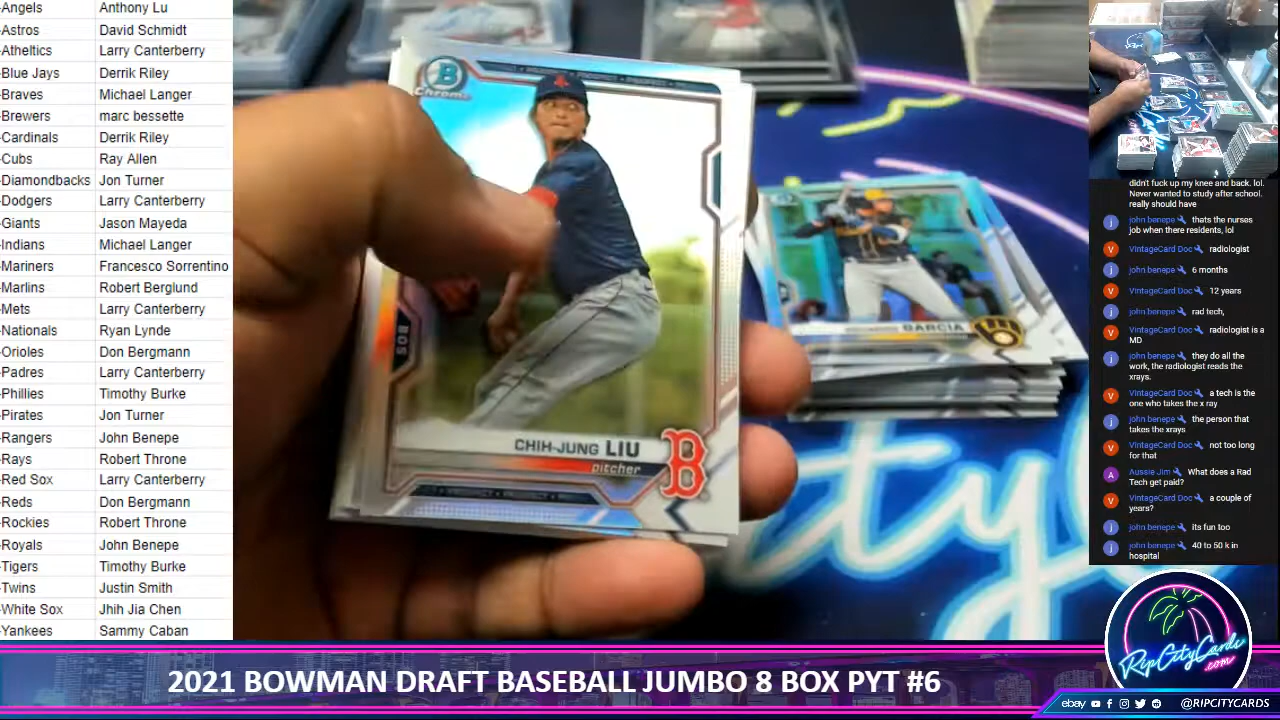 -Angels Anthony Lu
-Astros David Schmidt
-Atheltics Larry Canterberry
-Blue Jays Derrik Riley
-Braves Michael Langer
-Brewers marc bessette
-Cardinals Derrik Riley
-Cubs Ray Allen
-Diamondbacks Jon Turner
-Dodgers Larry Canterberry
-Giants Jason Mayeda
-Indians Michael Langer
-Mariners Francesco Sorrentino
-Marlins Robert Berglund
-Mets Larry Canterberry
-Nationals Ryan Lynde
-Orioles Don Bergmann
-Padres Larry Canterberry
-Phillies Timothy Burke
-Pirates Jon Turner
-Rangers John Benepe
-Rays Robert Throne
-Red Sox Larry Canterberry
-Reds Don Bergmann
-Rockies Robert Throne
-Royals John Benepe
-Tigers Timothy Burke
-Twins Justin Smith
-White Sox Jhih Jia Chen
-Yankees Sammy Caban
B
Chrome
BOS
CHIH-JUNG LIU
pitcher
B
GARCIA
didn't fuck up my knee and back. lol.
Never wanted to study after school.
really should have
john benepe thats the nurses
job when there residents, lol
VintageCard Doc radiologist
john benepe 6 months
VintageCard Doc 12 years
john benepe rad tech,
VintageCard Doc radiologist is a
MD
john benepe they do all the
work, the radiologist reads the
xrays.
VintageCard Doc a tech is the
one who takes the x ray
john benepe the person that
takes the xrays
VintageCard Doc not too long
for that
Aussie Jim What does a Rad
Tech get paid?
VintageCard Doc a couple of
years?
john benepe its fun too
john benepe 40 to 50 k in
hospital
RipCityCards
.com
2021 BOWMAN DRAFT BASEBALL JUMBO 8 BOX PYT #6
ebay @RIPCITYCARDS